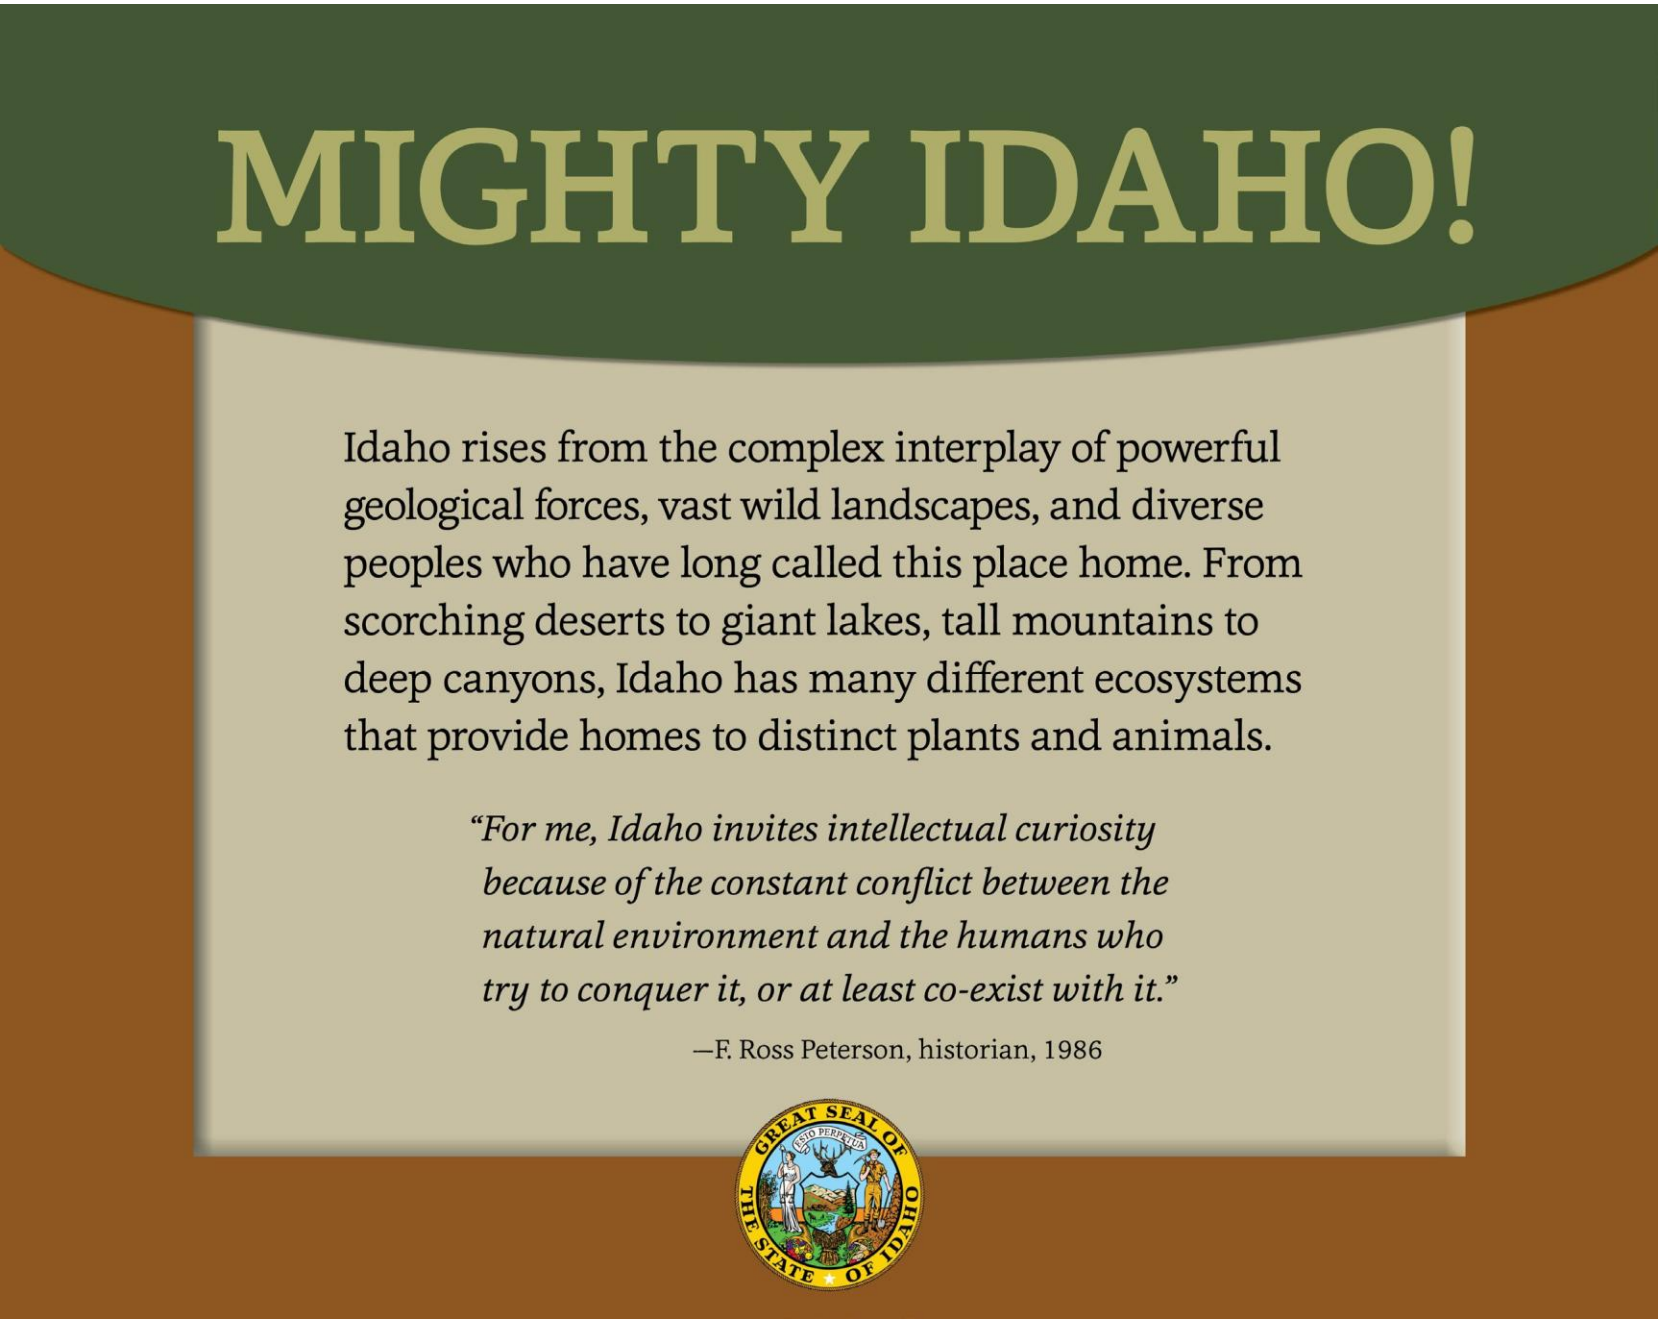 MIGHTY IDAHO!
Idaho rises from the complex interplay of powerful
geological forces, vast wild landscapes, and diverse
peoples who have long called this place home. From
scorching deserts to giant lakes, tall mountains to
deep canyons, Idaho has many different ecosystems
that provide homes to distinct plants and animals.
“For me, Idaho invites intellectual curiosity
because of the constant conflict between the
natural environment and the humans who
try to conquer it, or at least co-exist with it.”
—F. Ross Peterson, historian, 1986
GREAT SEAL OF
THE STATE OF IDAHO
ESTO PERPETUA